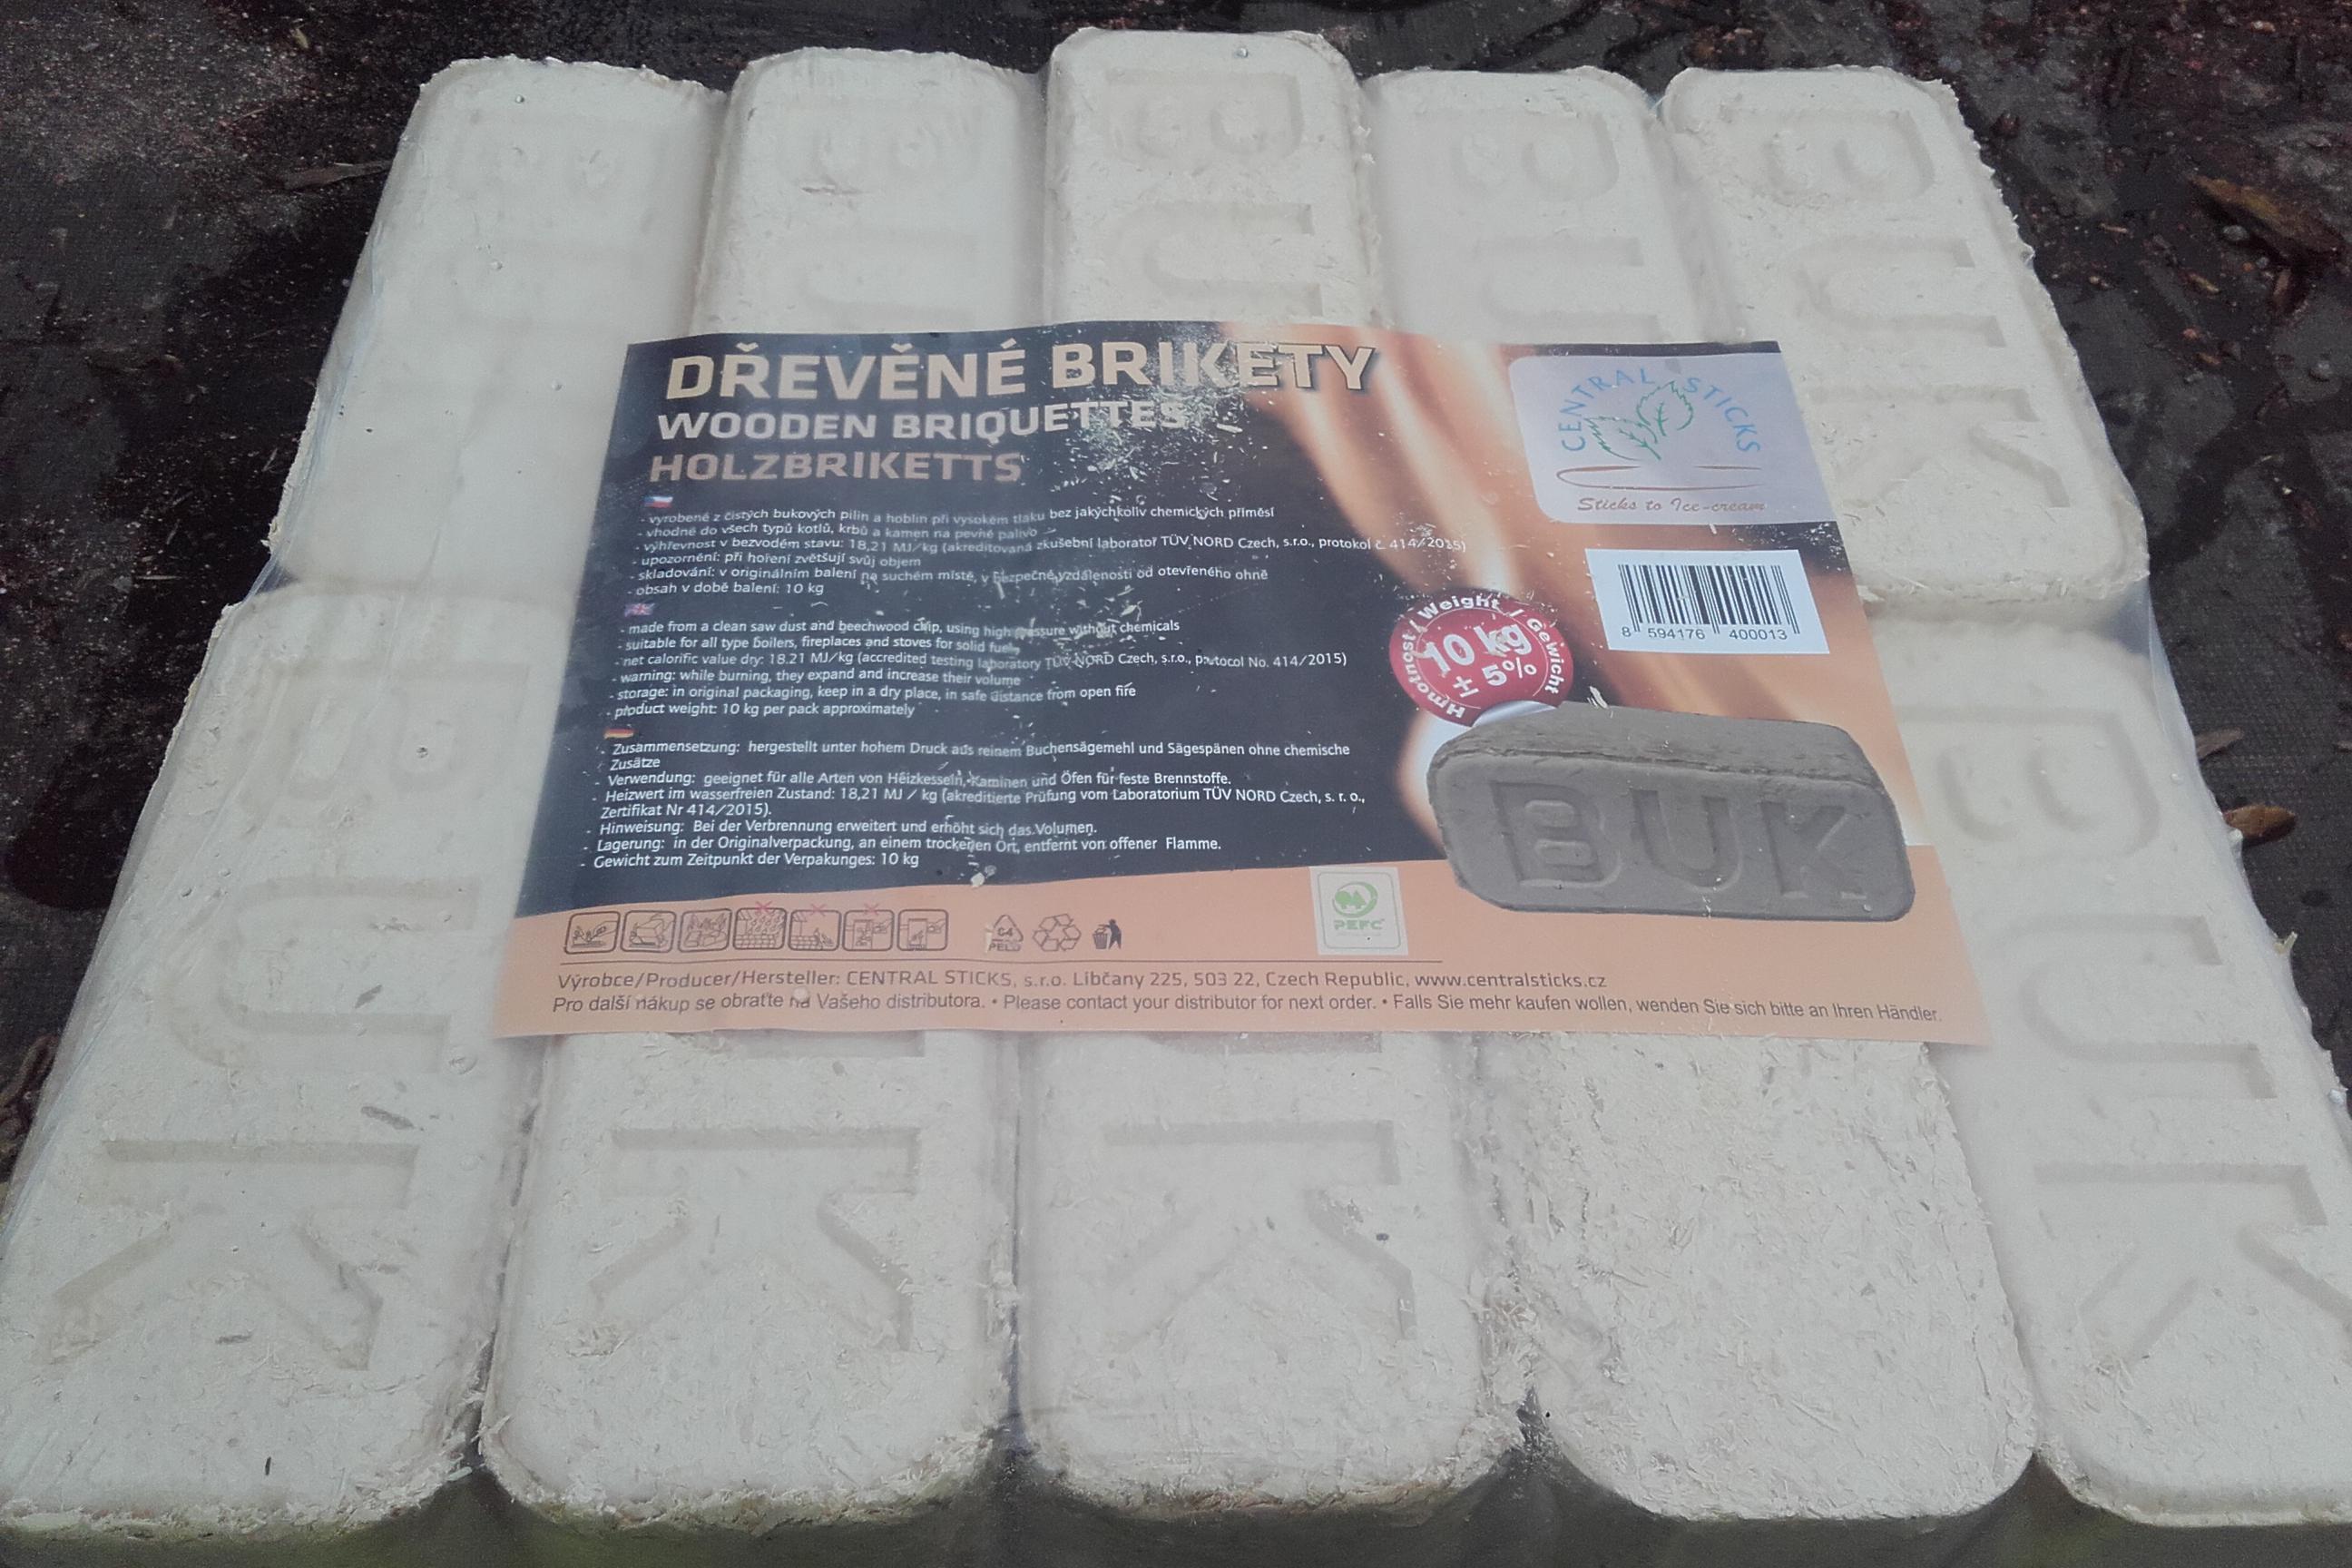 DŘEVĚNÉ BRIKETY
WOODEN BRIQUETTES
HOLZBRIKETTS
- vyrobené z čistých bukových pilin a hoblin při vysokém tlaku bez jakýchkoliv chemických příměsí
- vhodné do všech typů kotlů, krbů a kamen na pevné palivo
- výhřevnost v bezvodém stavu: 18,21 MJ/kg (akreditovaná zkušební laboratoř TÜV NORD Czech, s.r.o., protokol č. 414/2015)
- upozornění: při hoření zvětšují svůj objem
- skladování: v originálním balení na suchém místě, v bezpečné vzdálenosti od otevřeného ohně
- obsah v době balení: 10 kg
- made from a clean saw dust and beechwood chip, using high pressure without chemicals
- suitable for all type boilers, fireplaces and stoves for solid fuel
- net calorific value dry: 18.21 MJ/kg (accredited testing laboratory TÜV NORD Czech, s.r.o., protocol No. 414/2015)
- warning: while burning, they expand and increase their volume
- storage: in original packaging, keep in a dry place, in safe distance from open fire
- product weight: 10 kg per pack approximately
- Zusammensetzung: hergestellt unter hohem Druck aus reinem Buchensägemehl und Sägespänen ohne chemische
Zusätze
- Verwendung: geeignet für alle Arten von Heizkesseln, Kaminen und Öfen für feste Brennstoffe.
- Heizwert im wasserfreien Zustand: 18,21 MJ / kg (akreditierte Prüfung vom Laboratorium TÜV NORD Czech, s. r. o.,
Zertifikat Nr 414/2015).
- Hinweisung: Bei der Verbrennung erweitert und erhöht sich das Volumen.
- Lagerung: in der Originalverpackung, an einem trockenen Ort, entfernt von offener Flamme.
- Gewicht zum Zeitpunkt der Verpakunges: 10 kg
CENTRAL STICKS
Sticks to Ice-cream
8 594176 400013
Hmotnost / Weight / Gewicht
10 kg
± 5%
BUK
PEFC
Výrobce/Producer/Hersteller: CENTRAL STICKS, s.r.o. Libčany 225, 503 22, Czech Republic, www.centralsticks.cz
Pro další nákup se obraťte na Vašeho distributora. • Please contact your distributor for next order. • Falls Sie mehr kaufen wollen, wenden Sie sich bitte an Ihren Händler.
BUK
BUK
BUK